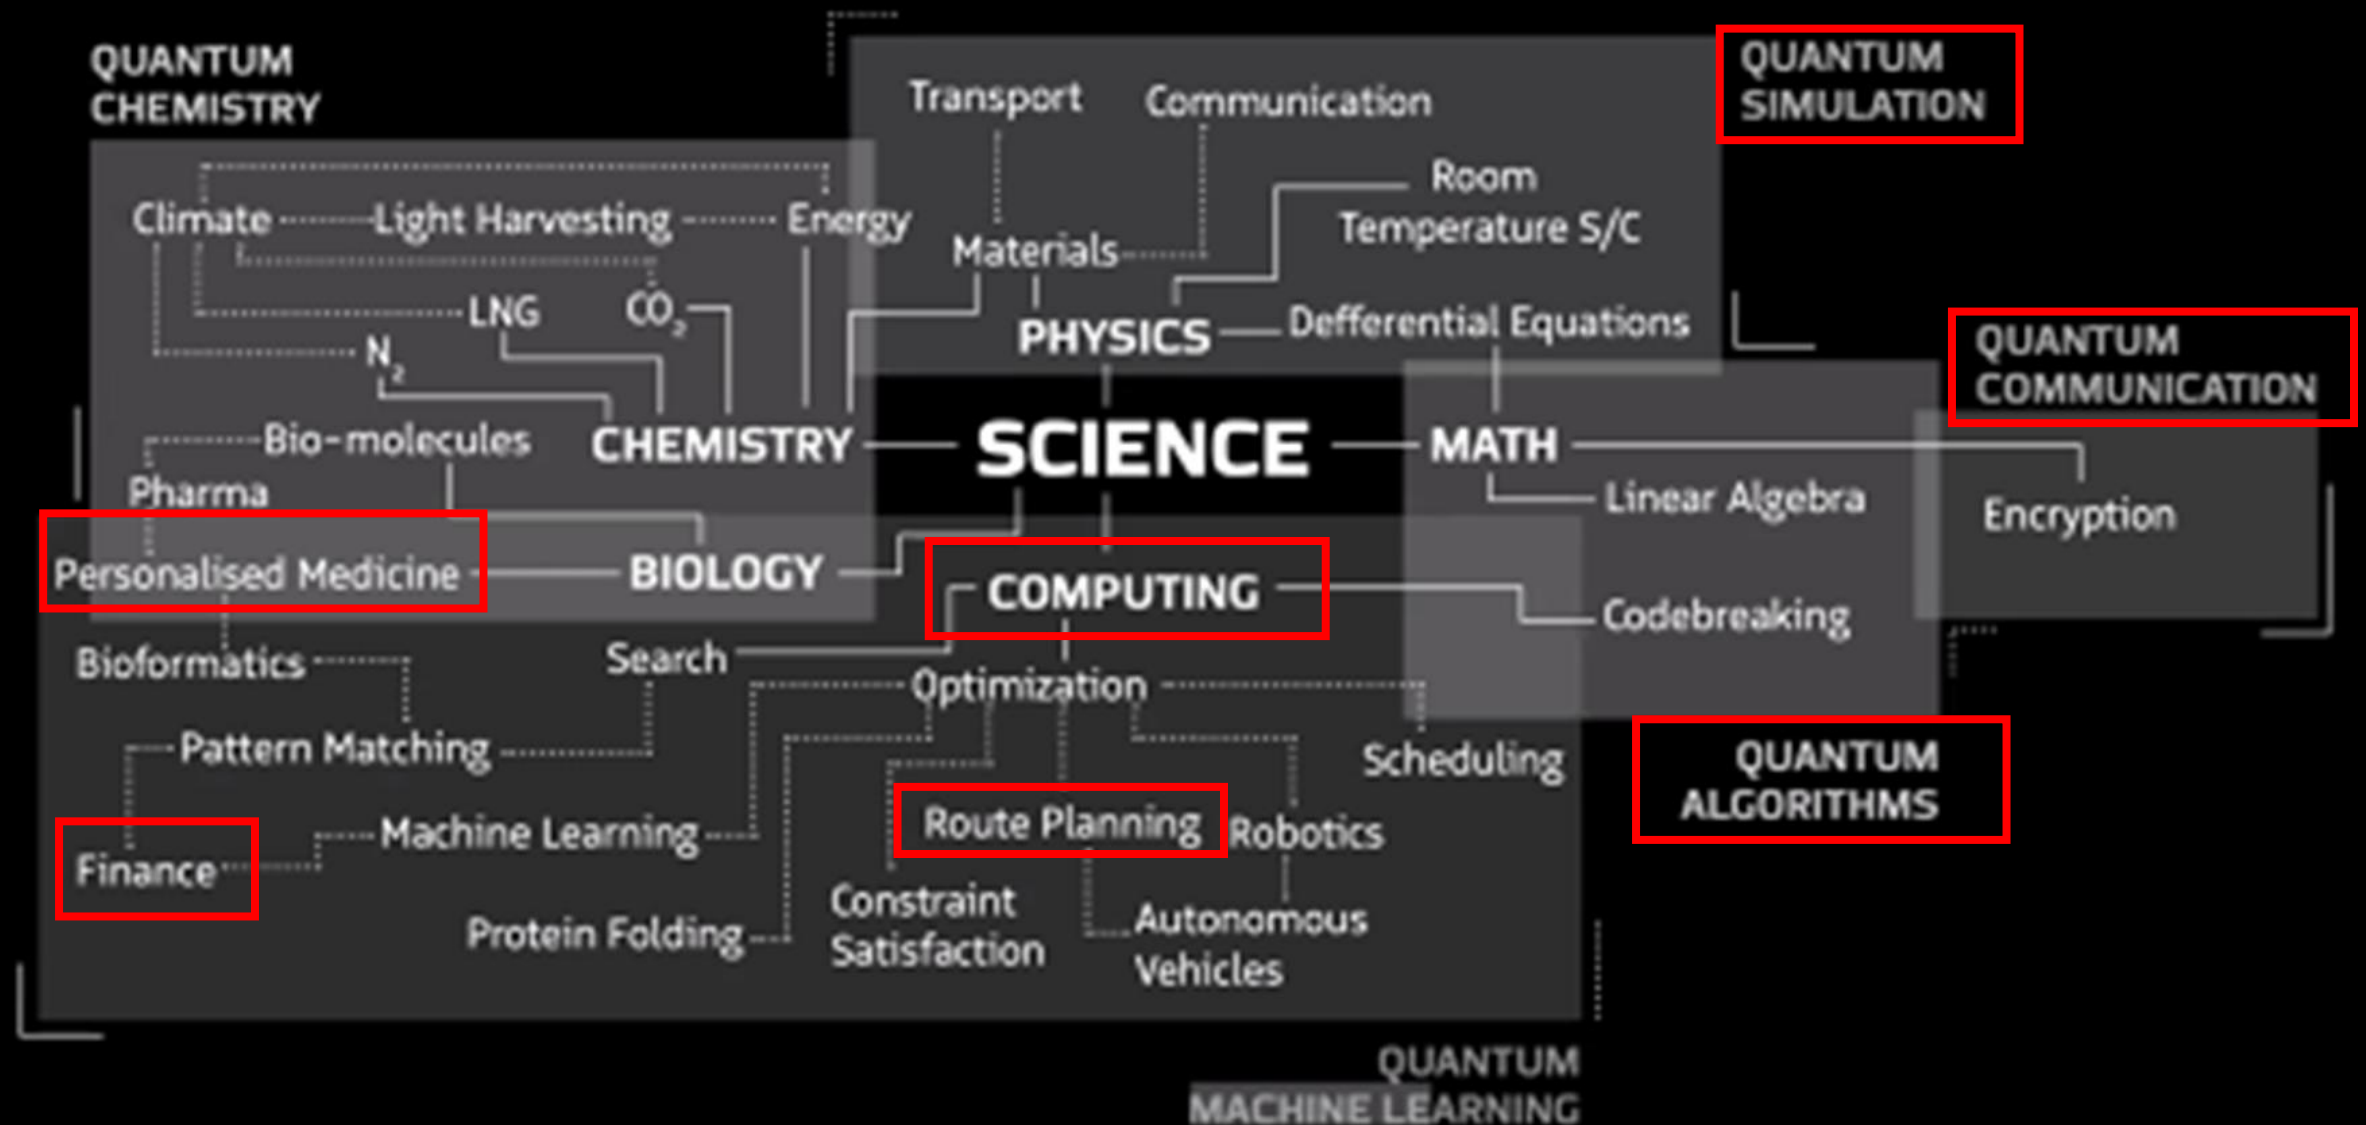 QUANTUM
CHEMISTRY
QUANTUM
SIMULATION
Transport
Communication
Room
Temperature S/C
Climate
Light Harvesting
Energy
Materials
LNG
CO2
N2
PHYSICS
Defferential Equations
QUANTUM
COMMUNICATION
Bio-molecules
CHEMISTRY
SCIENCE
MATH
Pharma
Linear Algebra
Encryption
Personalised Medicine
BIOLOGY
COMPUTING
Codebreaking
Bioformatics
Search
Optimization
Pattern Matching
Scheduling
QUANTUM
ALGORITHMS
Finance
Machine Learning
Route Planning
Robotics
Protein Folding
Constraint
Satisfaction
Autonomous
Vehicles
QUANTUM
MACHINE LEARNING